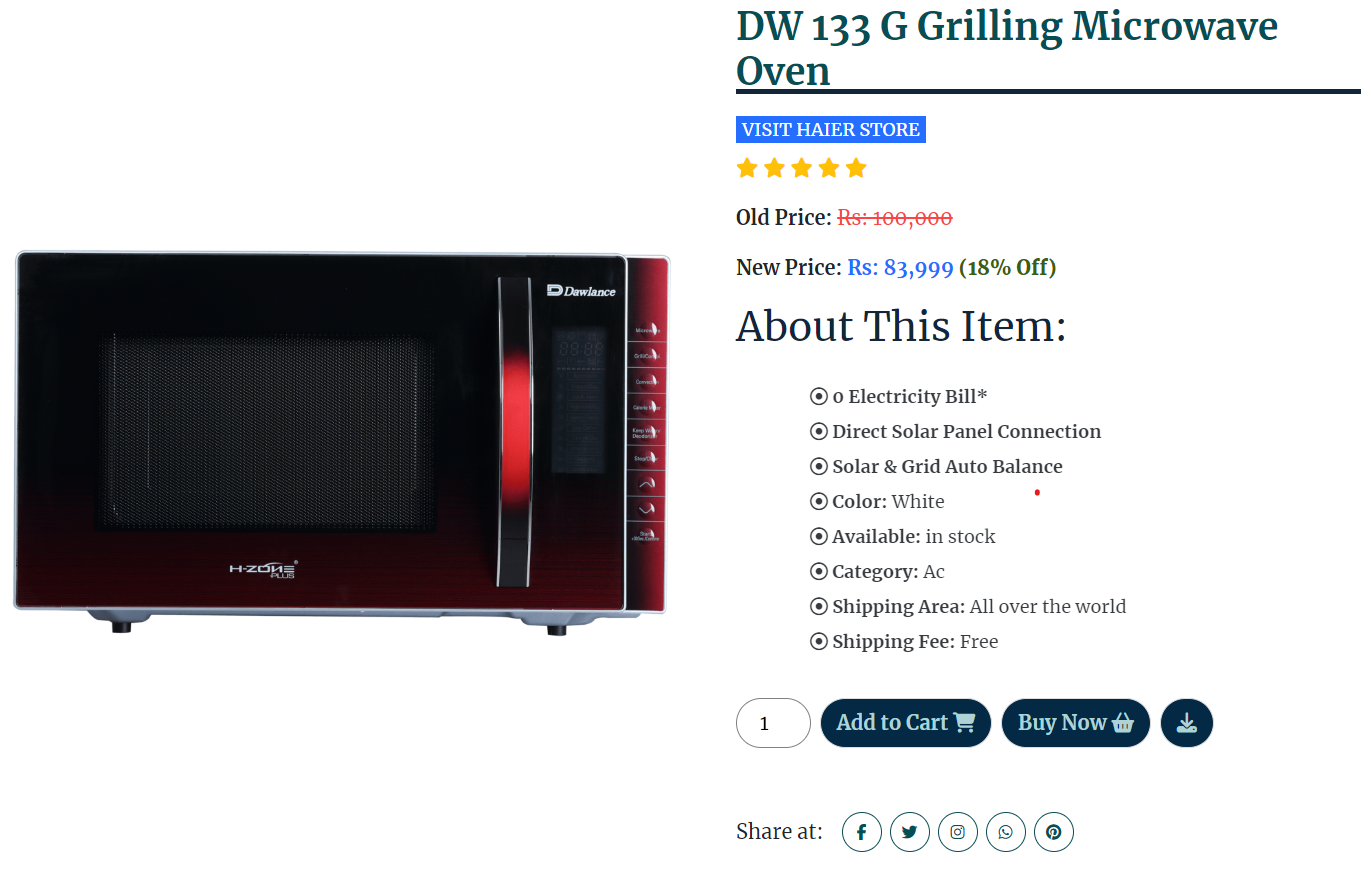 DW 133 G Grilling Microwave
Oven
VISIT HAIER STORE
Old Price: Rs: 100,000
New Price: Rs: 83,999 (18% Off)
About This Item:
0 Electricity Bill*
Direct Solar Panel Connection
Solar & Grid Auto Balance
Color: White
Available: in stock
Category: Ac
Shipping Area: All over the world
Shipping Fee: Free
1
Add to Cart
Buy Now
Share at:
Dawlance
88:88
H-ZONE
PLUS